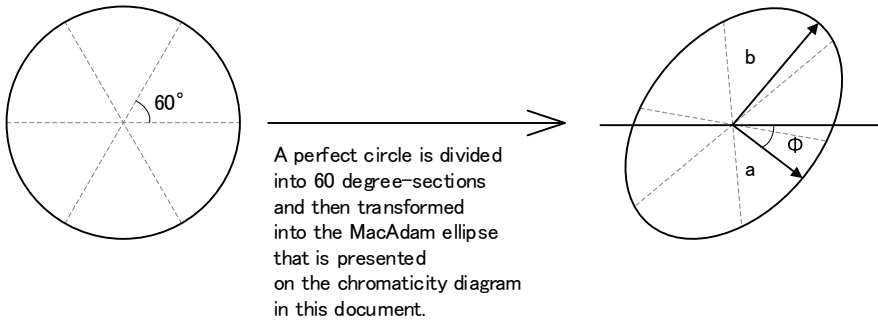 60°
A perfect circle is divided
into 60 degree-sections
and then transformed
into the MacAdam ellipse
that is presented
on the chromaticity diagram
in this document.
b
Φ
a